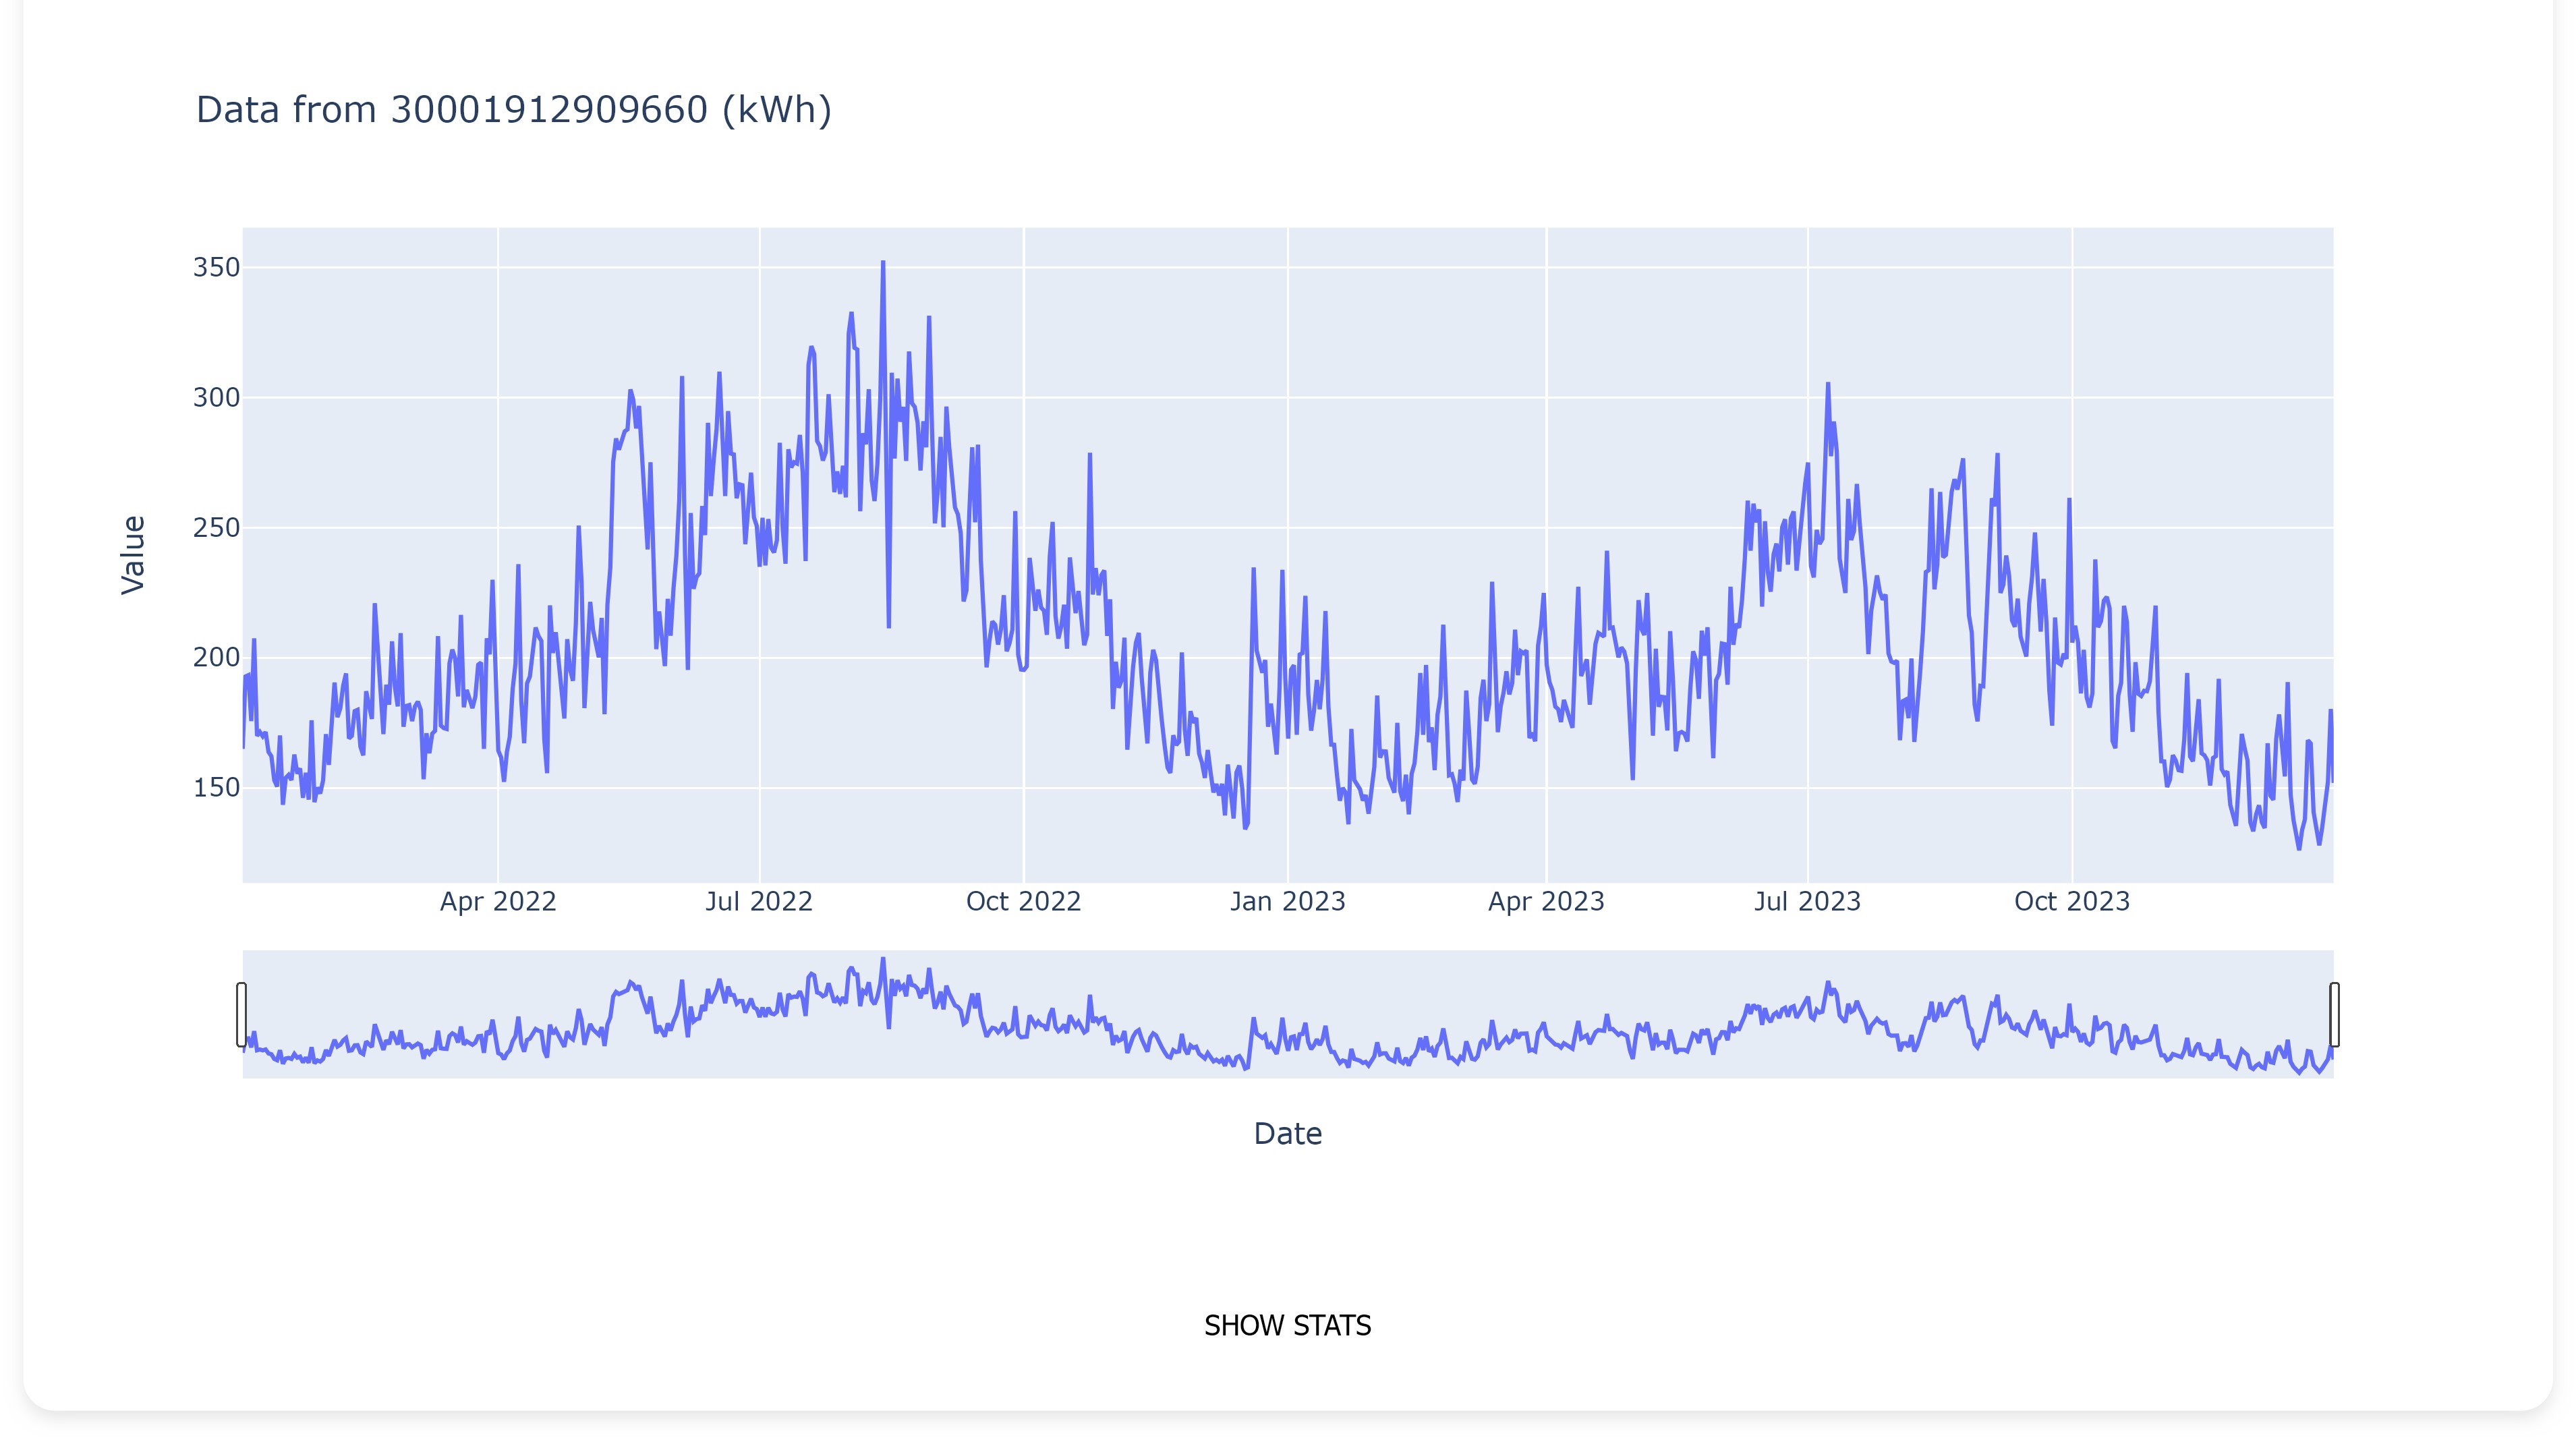 Data from 30001912909660 (kWh)
Value
350
300
250
200
150
Apr 2022
Jul 2022
Oct 2022
Jan 2023
Apr 2023
Jul 2023
Oct 2023
Date
SHOW STATS